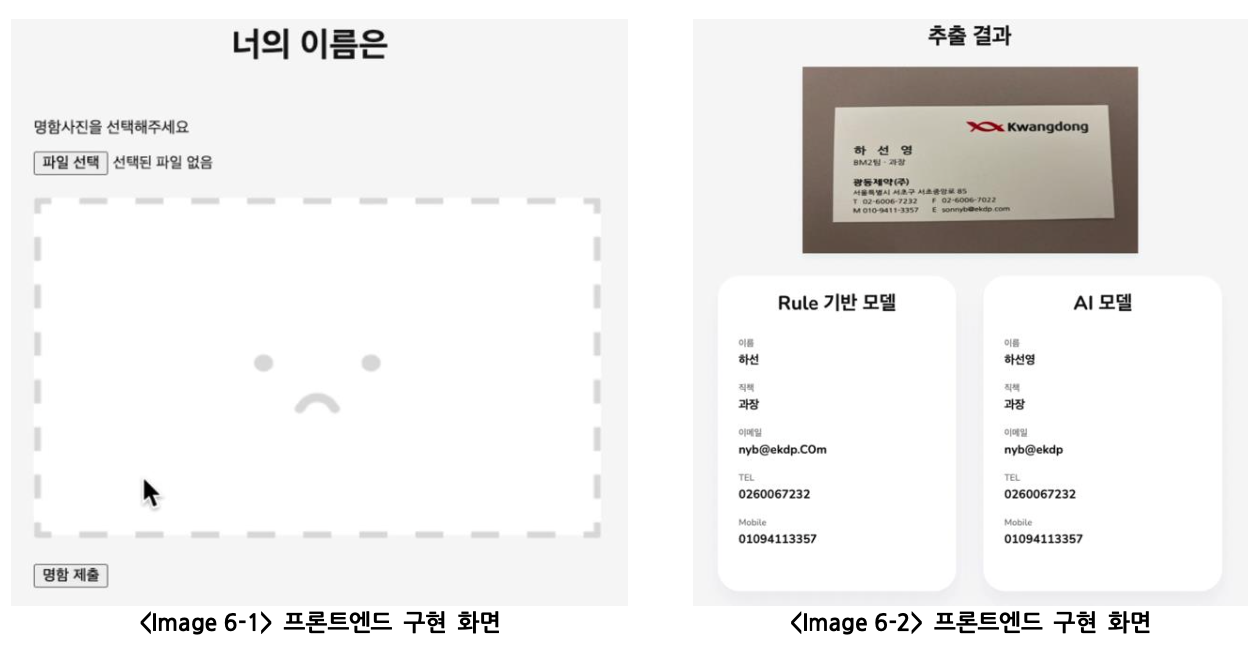 너의 이름은
명함사진을 선택해주세요
파일 선택 선택된 파일 없음
명함 제출
<Image 6-1> 프론트엔드 구현 화면
추출 결과
Kwangdong
하 선 영
BM2팀 · 과장
광동제약(주)
서울특별시 서초구 서초중앙로 85
T 02-6006-7232 F 02-6006-7022
M 010-9411-3357 E sonnyb@ekdp.com
Rule 기반 모델
이름
하선
직책
과장
이메일
nyb@ekdp.COm
TEL
0260067232
Mobile
01094113357
AI 모델
이름
하선영
직책
과장
이메일
nyb@ekdp
TEL
0260067232
Mobile
01094113357
<Image 6-2> 프론트엔드 구현 화면